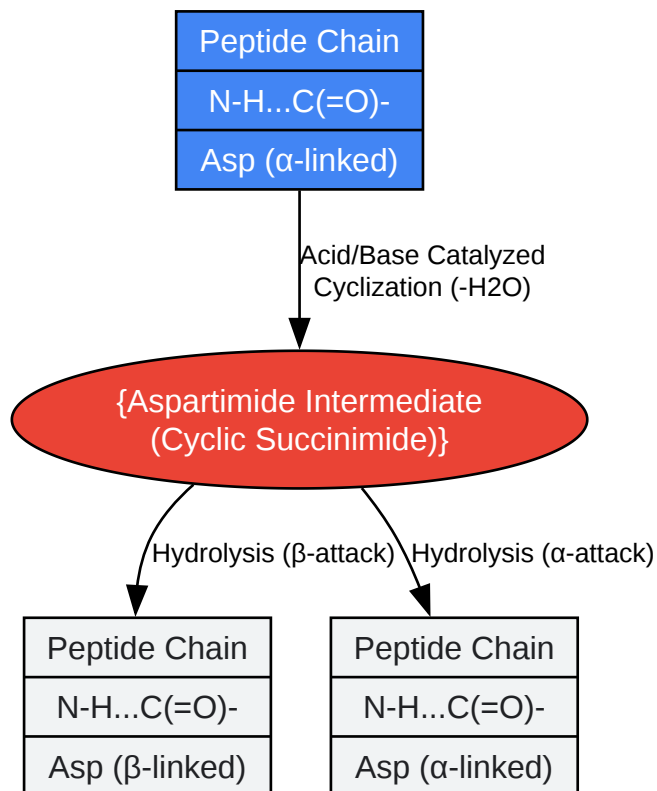 Peptide Chain
N-H...C(=O)-
Asp (α-linked)
Acid/Base Catalyzed
Cyclization (-H2O)
{Aspartimide Intermediate
(Cyclic Succinimide)}
Hydrolysis (β-attack)
Hydrolysis (α-attack)
Peptide Chain
N-H...C(=O)-
Asp (β-linked)
Peptide Chain
N-H...C(=O)-
Asp (α-linked)